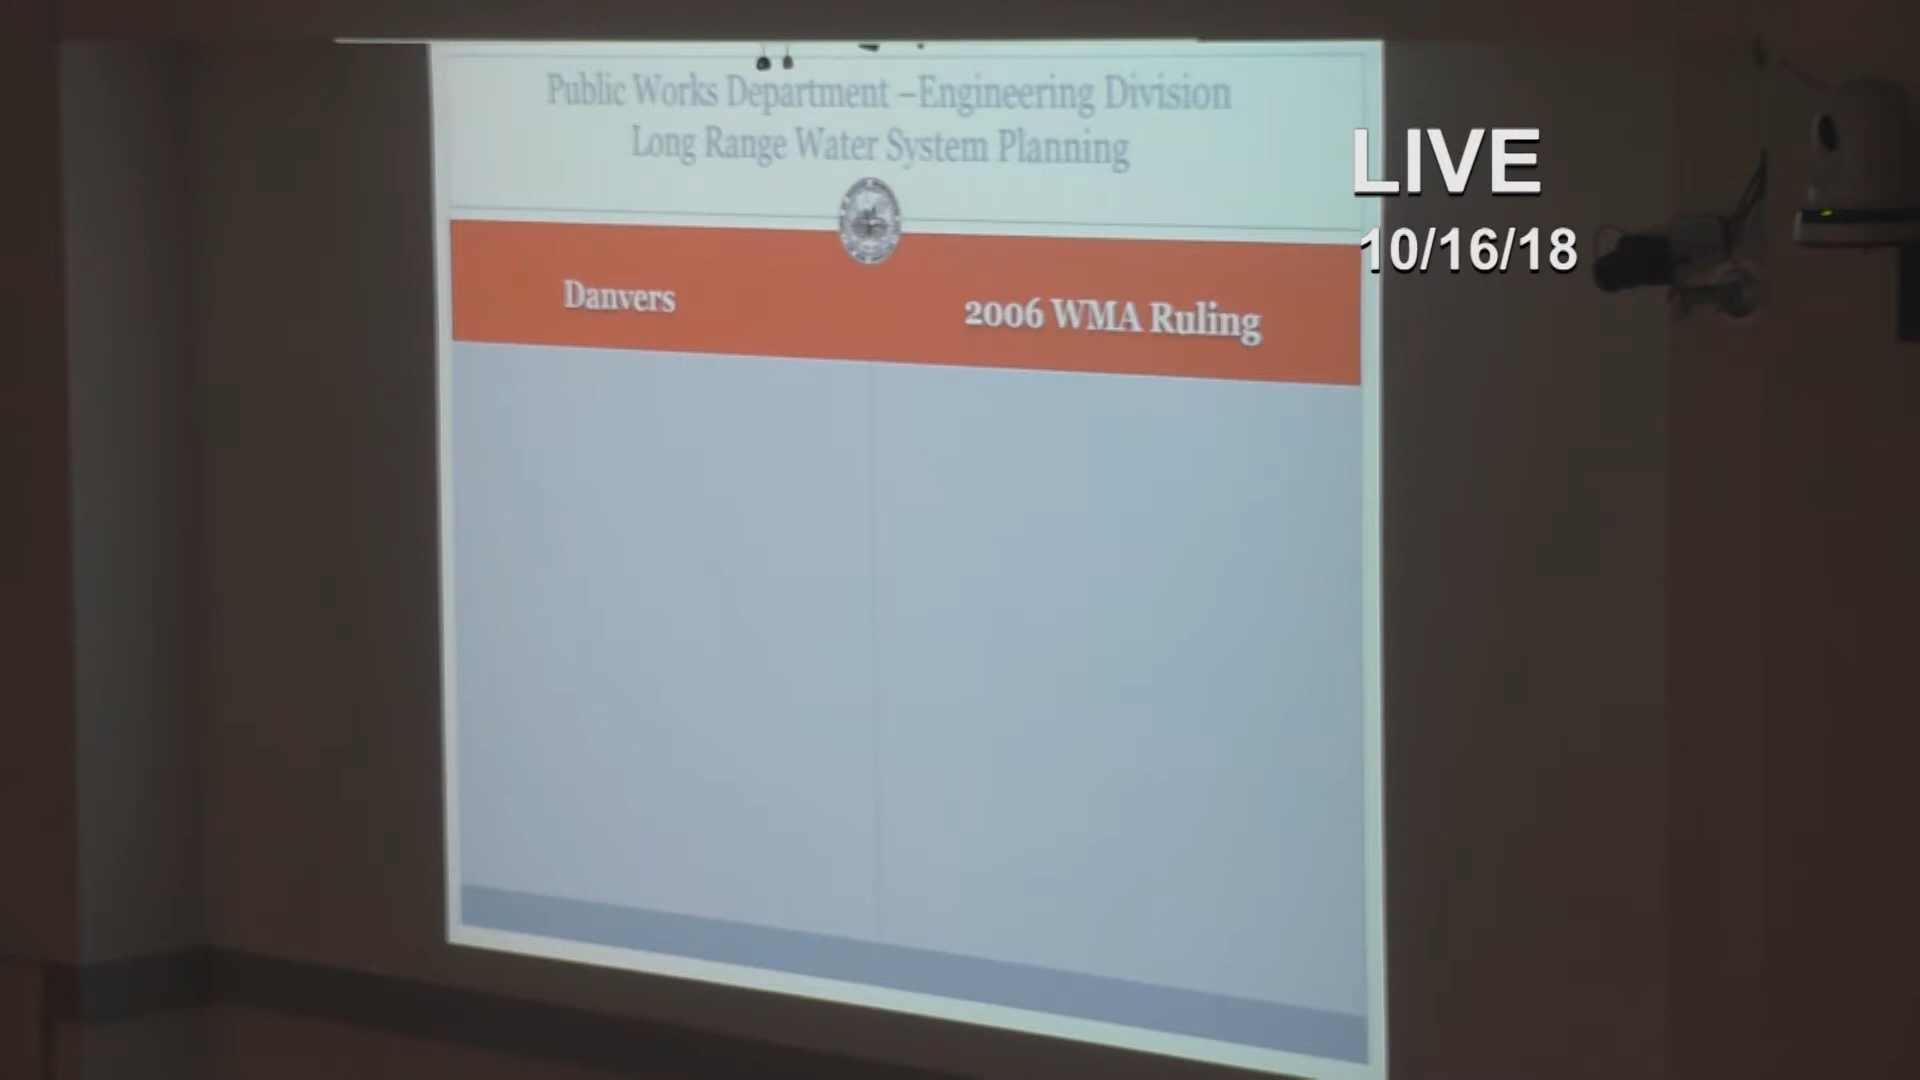 Public Works Department –Engineering Division
Long Range Water System Planning
LIVE
10/16/18
Danvers
2006 WMA Ruling